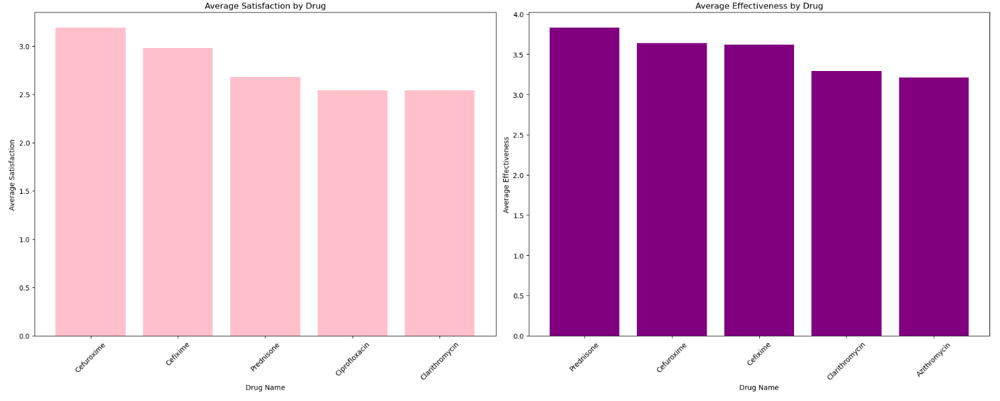 Average Satisfaction by Drug
Average Satisfaction
3.0
2.5
2.0
1.5
1.0
0.5
0.0
Cefuroxime
Cefixime
Prednisone
Ciprofloxacin
Clarithromycin
Drug Name
Average Effectiveness by Drug
Average Effectiveness
4.0
3.5
3.0
2.5
2.0
1.5
1.0
0.5
0.0
Prednisone
Cefuroxime
Cefixime
Clarithromycin
Azithromycin
Drug Name